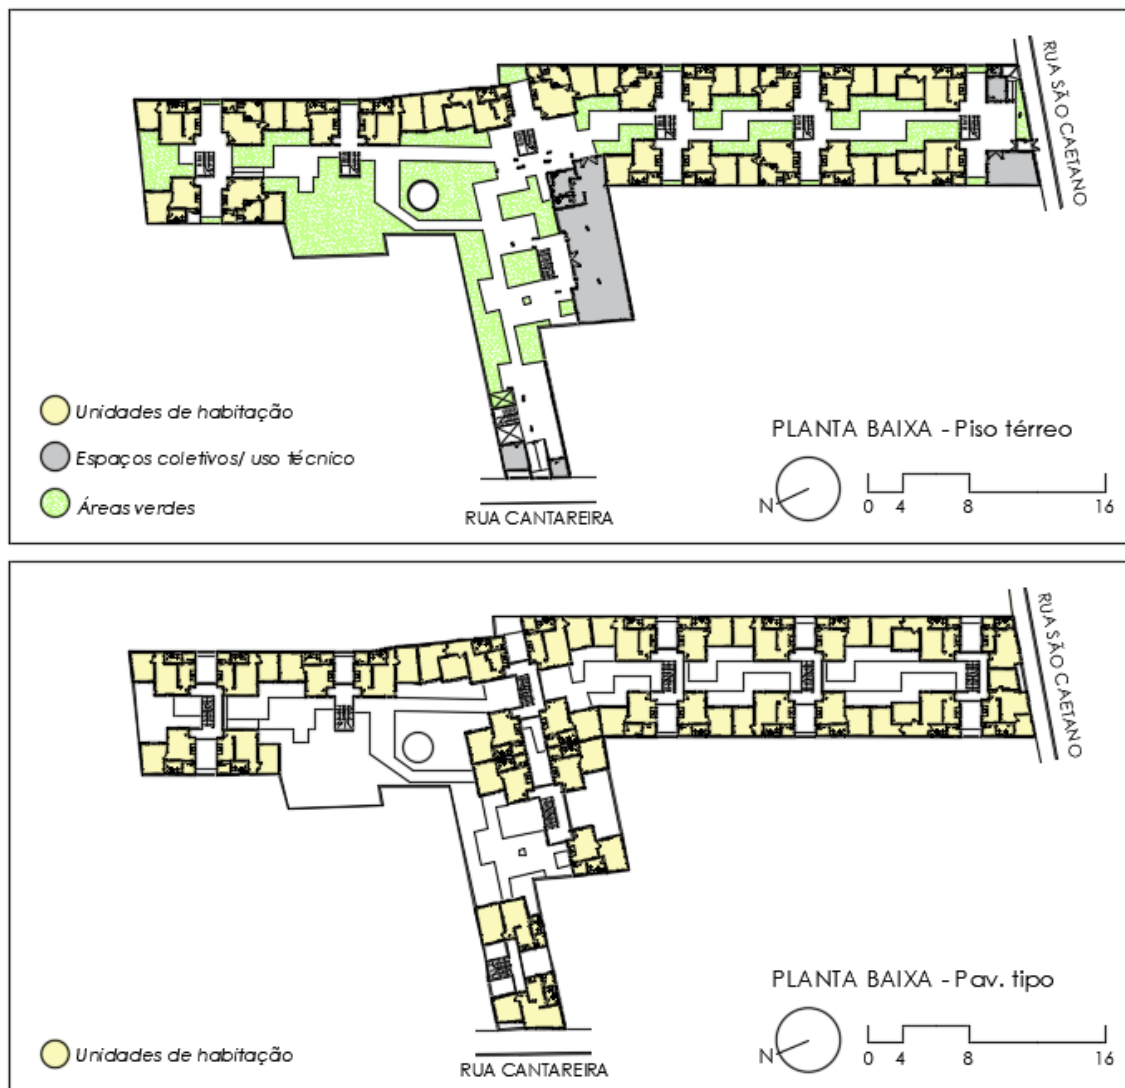 RUA SÃO CAETANO
Unidades de habitação
Espaços coletivos/ uso técnico
Áreas verdes
RUA CANTAREIRA
PLANTA BAIXA - Piso térreo
N
0 4 8 16
RUA SÃO CAETANO
Unidades de habitação
RUA CANTAREIRA
PLANTA BAIXA - Pav. tipo
N
0 4 8 16